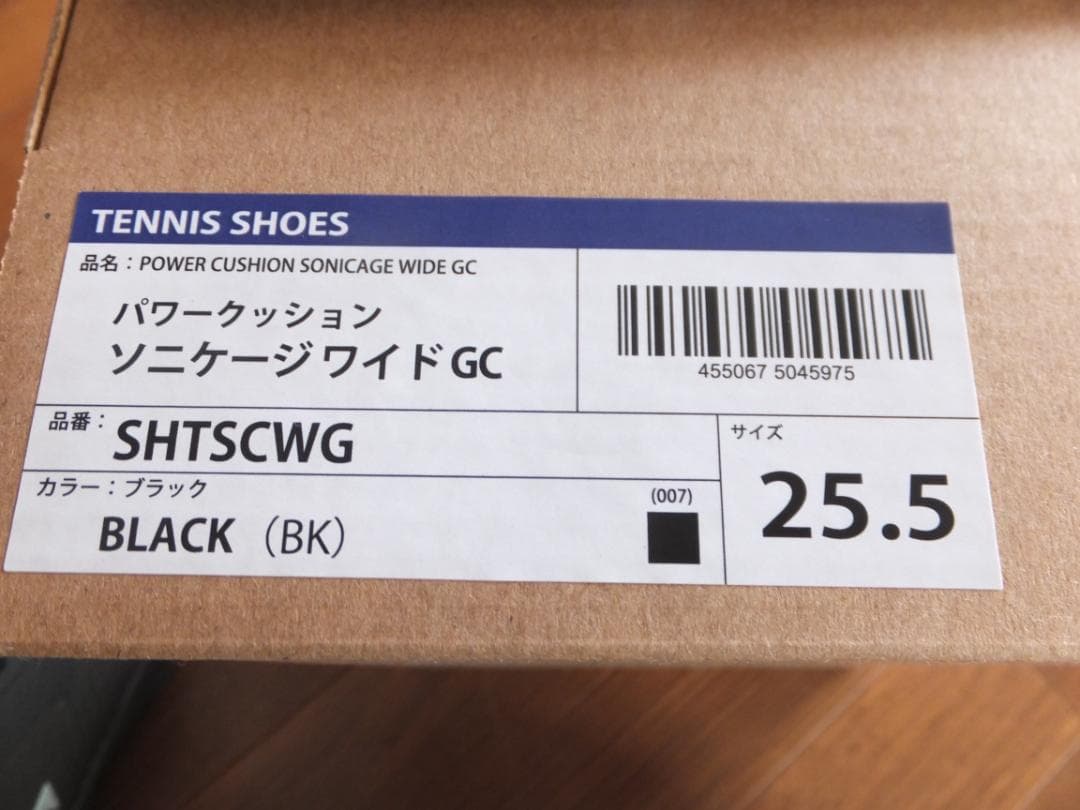 TENNIS SHOES
品名：POWER CUSHION SONICAGE WIDE GC
パワークッション
ソニケージワイドGC
455067 5045975
品番：SHTSCWG
カラー：ブラック
BLACK（BK）
(007)
サイズ
25.5